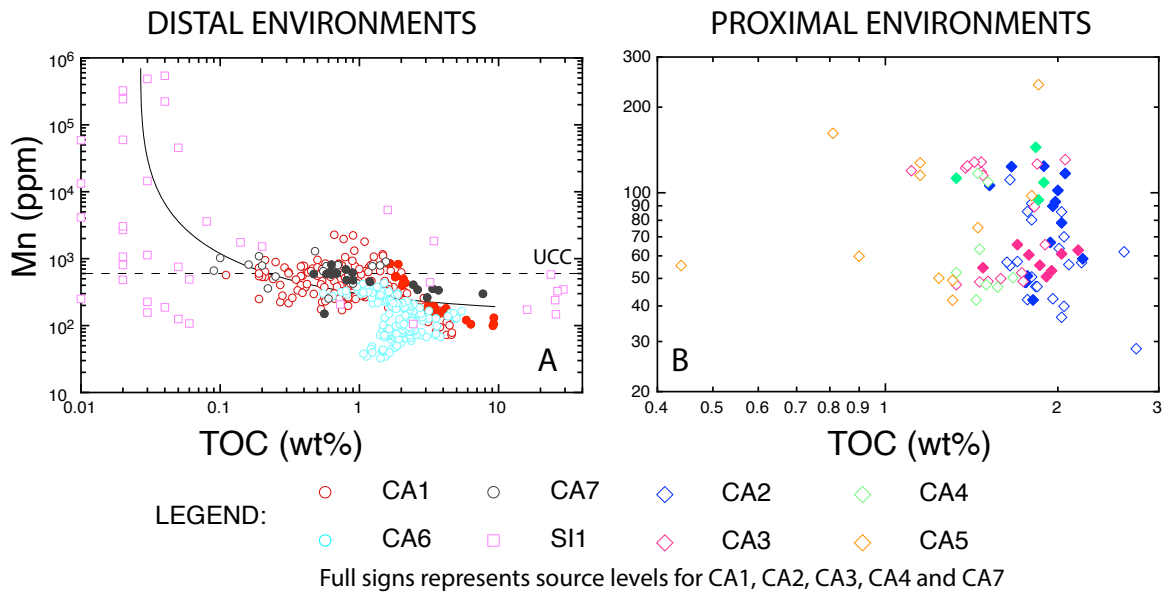 DISTAL ENVIRONMENTS
PROXIMAL ENVIRONMENTS
10^6
10^5
10^4
10^3
10^2
10
Mn (ppm)
UCC
A
0.01
0.1
1
10
TOC (wt%)
300
200
100
90
80
70
60
50
40
30
20
B
0.4
0.5
0.6
0.7
0.8
0.9
1
2
3
TOC (wt%)
LEGEND:
CA1
CA7
CA2
CA4
CA6
SI1
CA3
CA5
Full signs represents source levels for CA1, CA2, CA3, CA4 and CA7